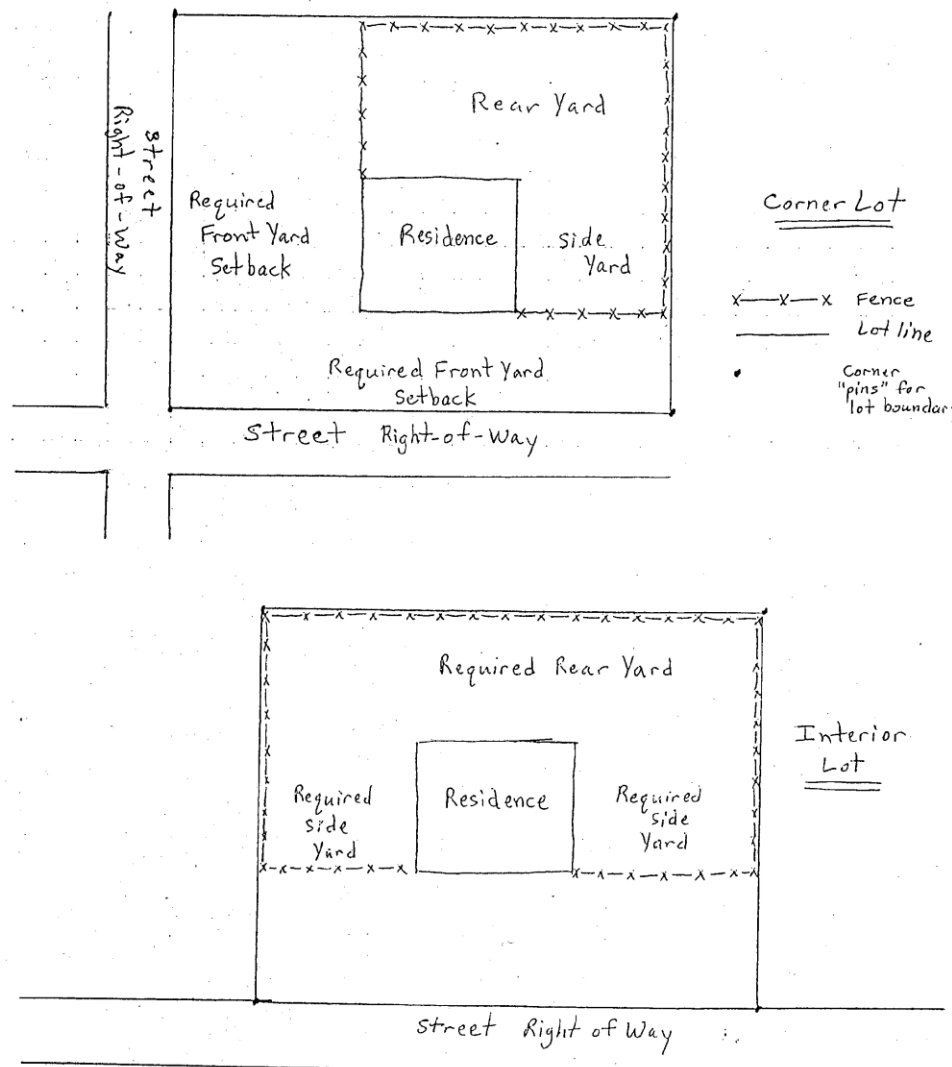 Street
Right-of-Way
Rear Yard
Required
Front Yard
Setback
Residence
Side
Yard
Required Front Yard
Setback
Street Right-of-Way
Corner Lot
x—x—x Fence
Lot line
Corner
"pins" for
lot boundar
Required Rear Yard
Required
Side
Yard
Residence
Required
Side
Yard
Interior
Lot
Street Right of Way